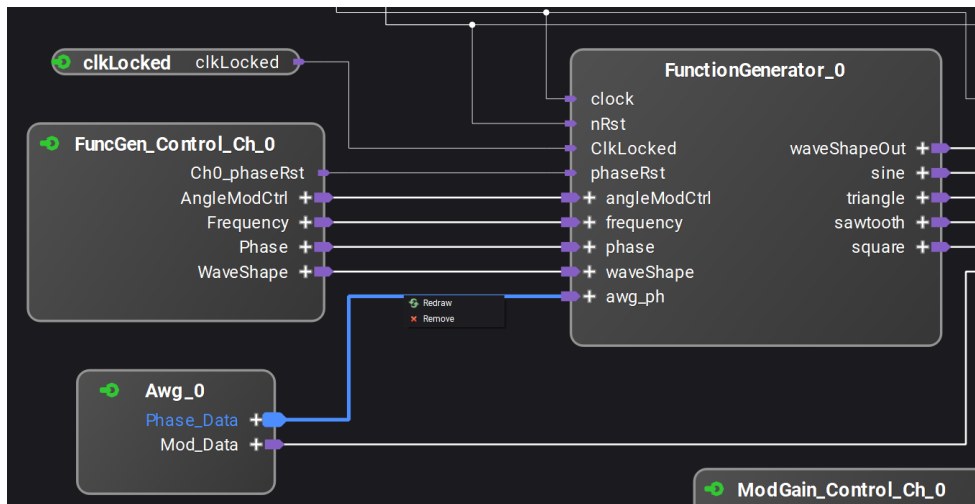 clkLocked clkLocked
FuncGen_Control_Ch_0
Ch0_phaseRst
AngleModCtrl
Frequency
Phase
WaveShape
Awg_0
Phase_Data
Mod_Data
Redraw
Remove
FunctionGenerator_0
clock
nRst
ClkLocked
phaseRst
angleModCtrl
frequency
phase
waveShape
awg_ph
waveShapeOut
sine
triangle
sawtooth
square
ModGain_Control_Ch_0